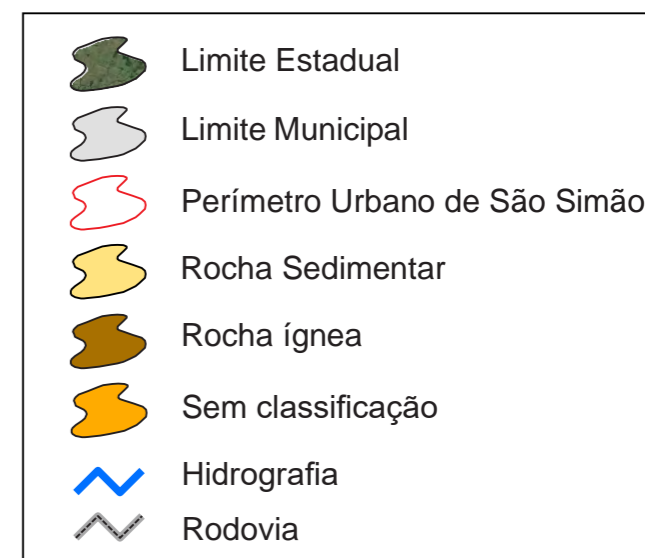 Limite Estadual
Limite Municipal
Perímetro Urbano de São Simão
Rocha Sedimentar
Rocha ígnea
Sem classificação
Hidrografia
Rodovia